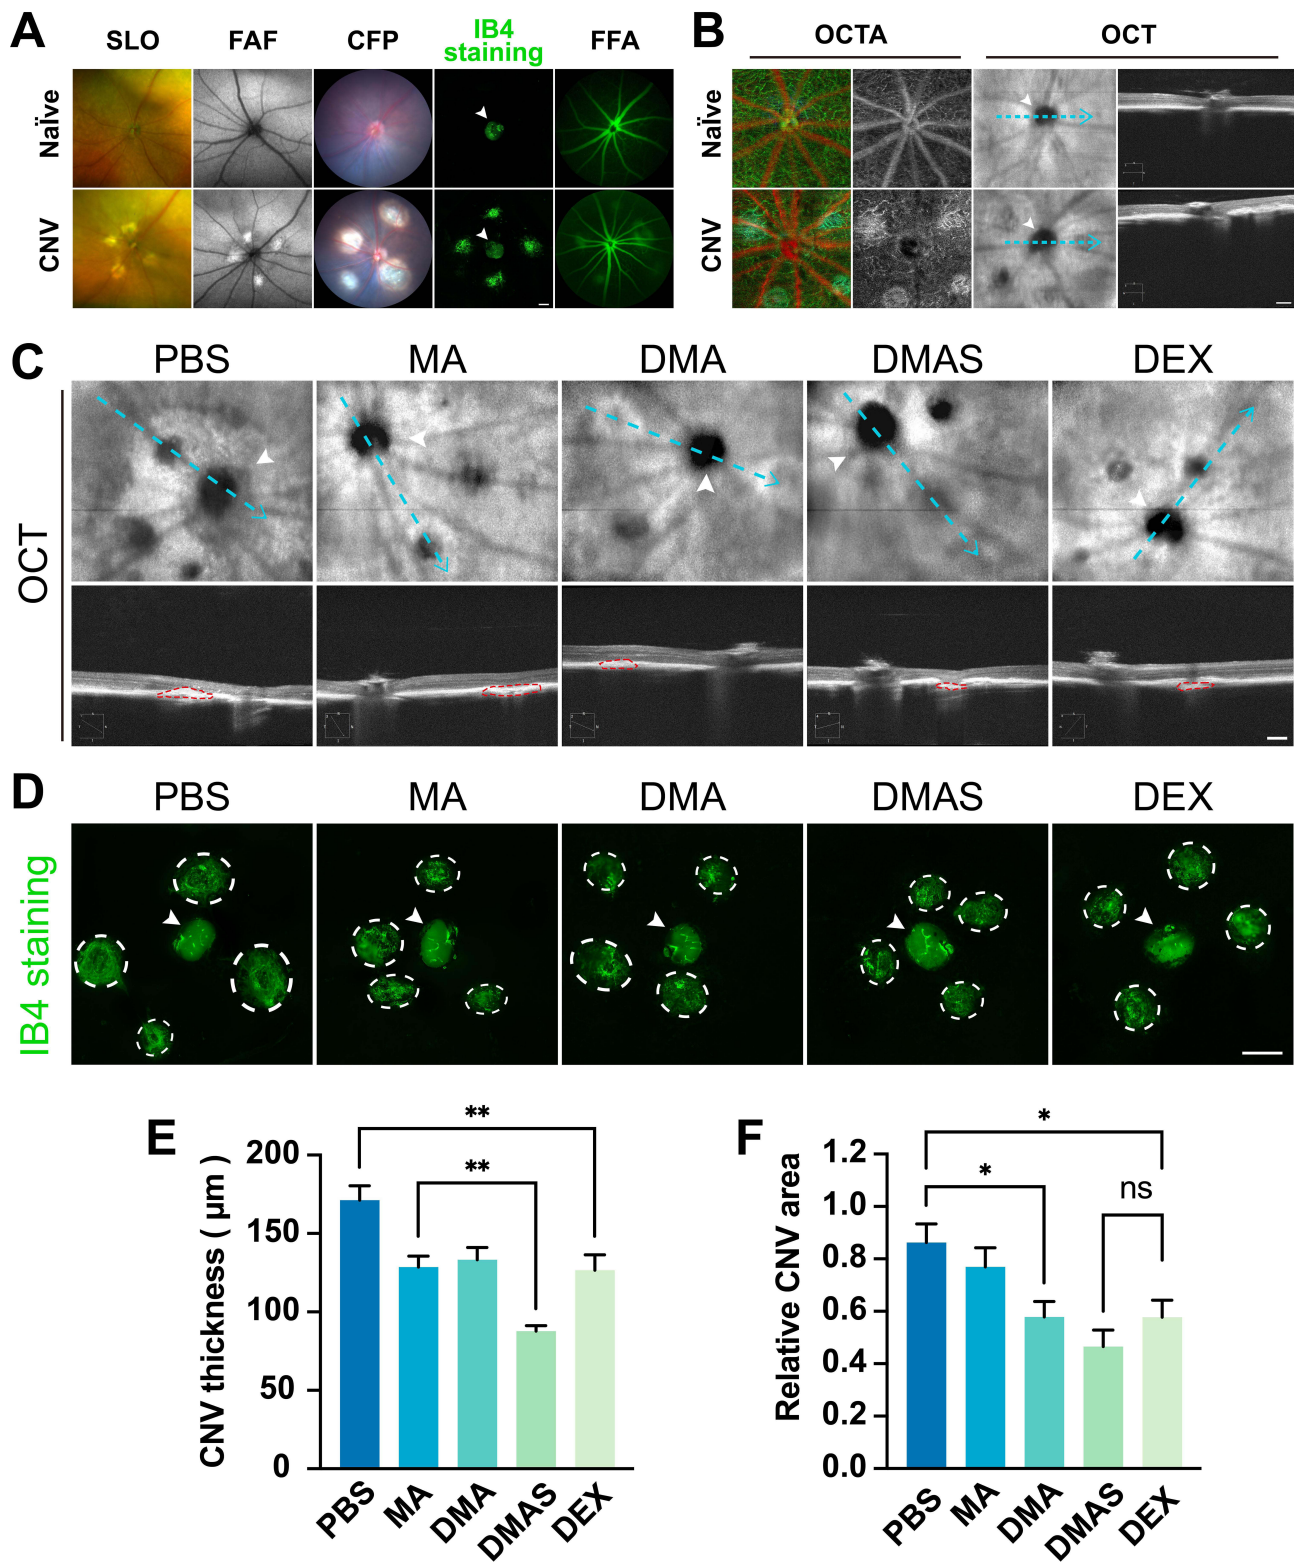 A
SLO
FAF
CFP
IB4
staining
FFA
Naïve
CNV
B
OCTA
OCT
Naïve
CNV
C
PBS
MA
DMA
DMAS
DEX
OCT
D
PBS
MA
DMA
DMAS
DEX
IB4 staining
E
CNV thickness ( µm )
200
150
100
50
0
**
**
PBS
MA
DMA
DMAS
DEX
F
Relative CNV area
1.2
1.0
0.8
0.6
0.4
0.2
0.0
*
*
ns
PBS
MA
DMA
DMAS
DEX